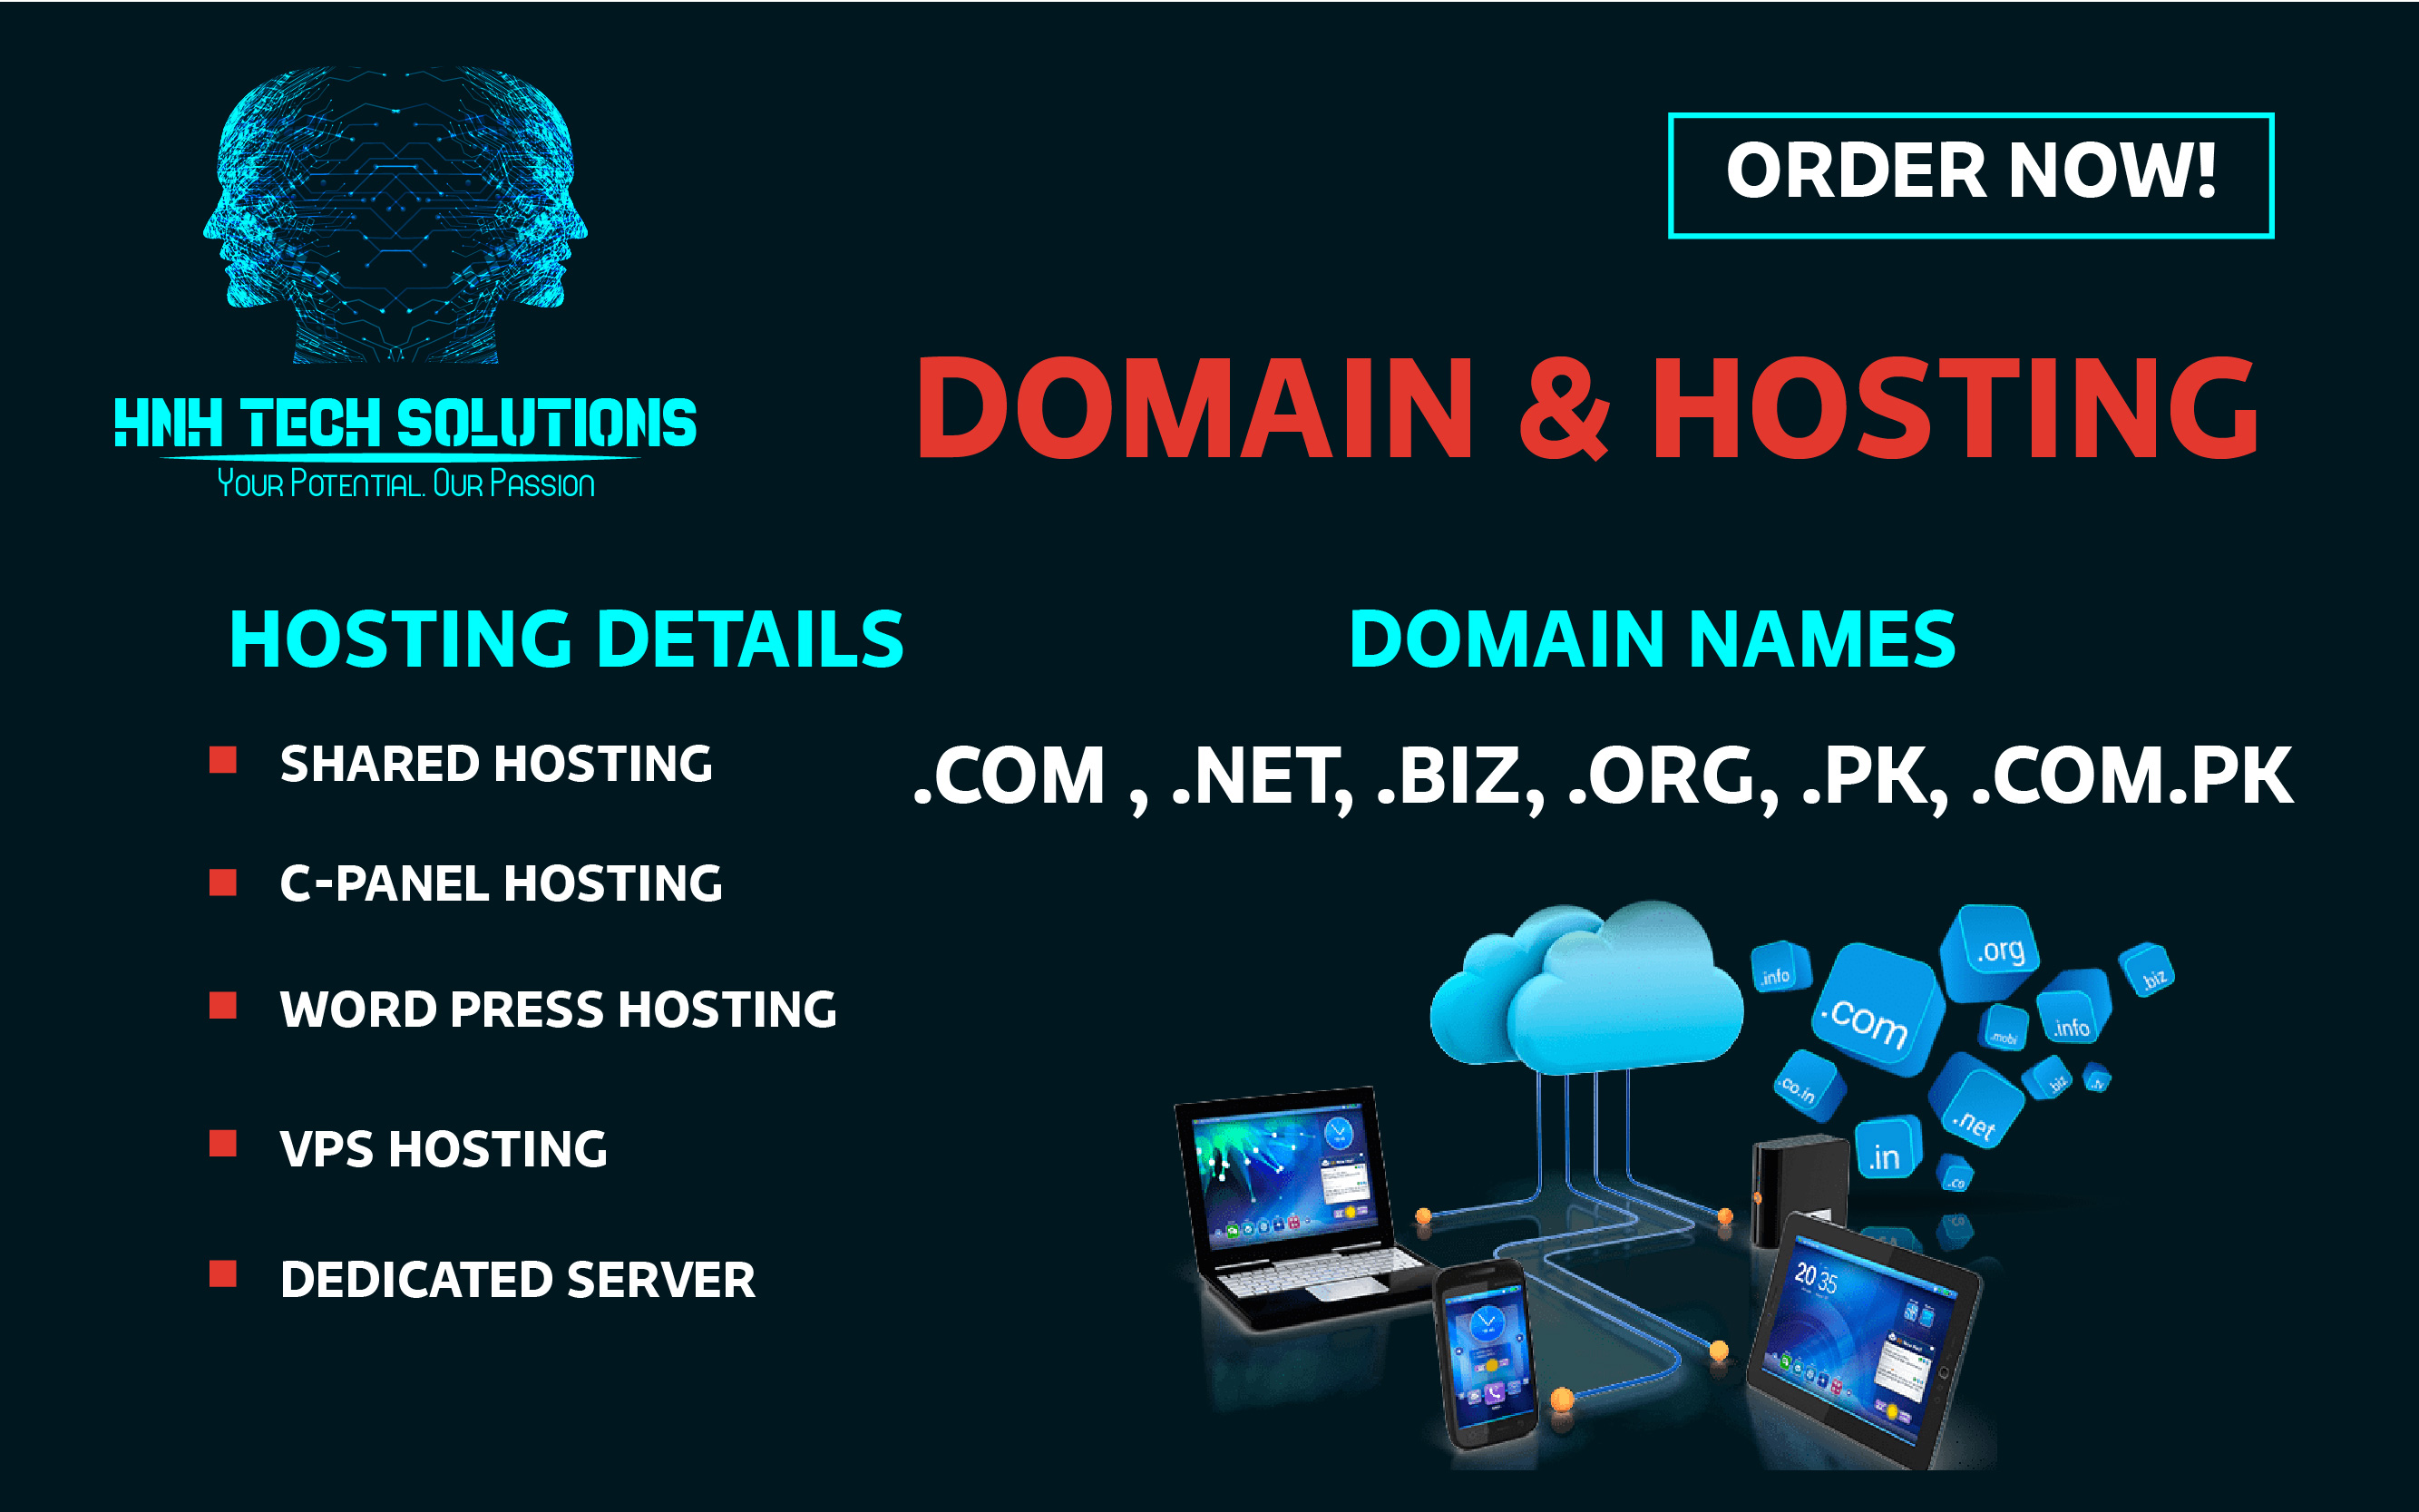 ORDER NOW!
HNH TECH SOLUTIONS
Your Potential. Our Passion
DOMAIN & HOSTING
HOSTING DETAILS
SHARED HOSTING
C-PANEL HOSTING
WORD PRESS HOSTING
VPS HOSTING
DEDICATED SERVER
DOMAIN NAMES
.COM , .NET, .BIZ, .ORG, .PK, .COM.PK
.info
.com
.org
.biz
.mobi
.info
.co.in
.net
.biz
.tv
.in
.co
20 35